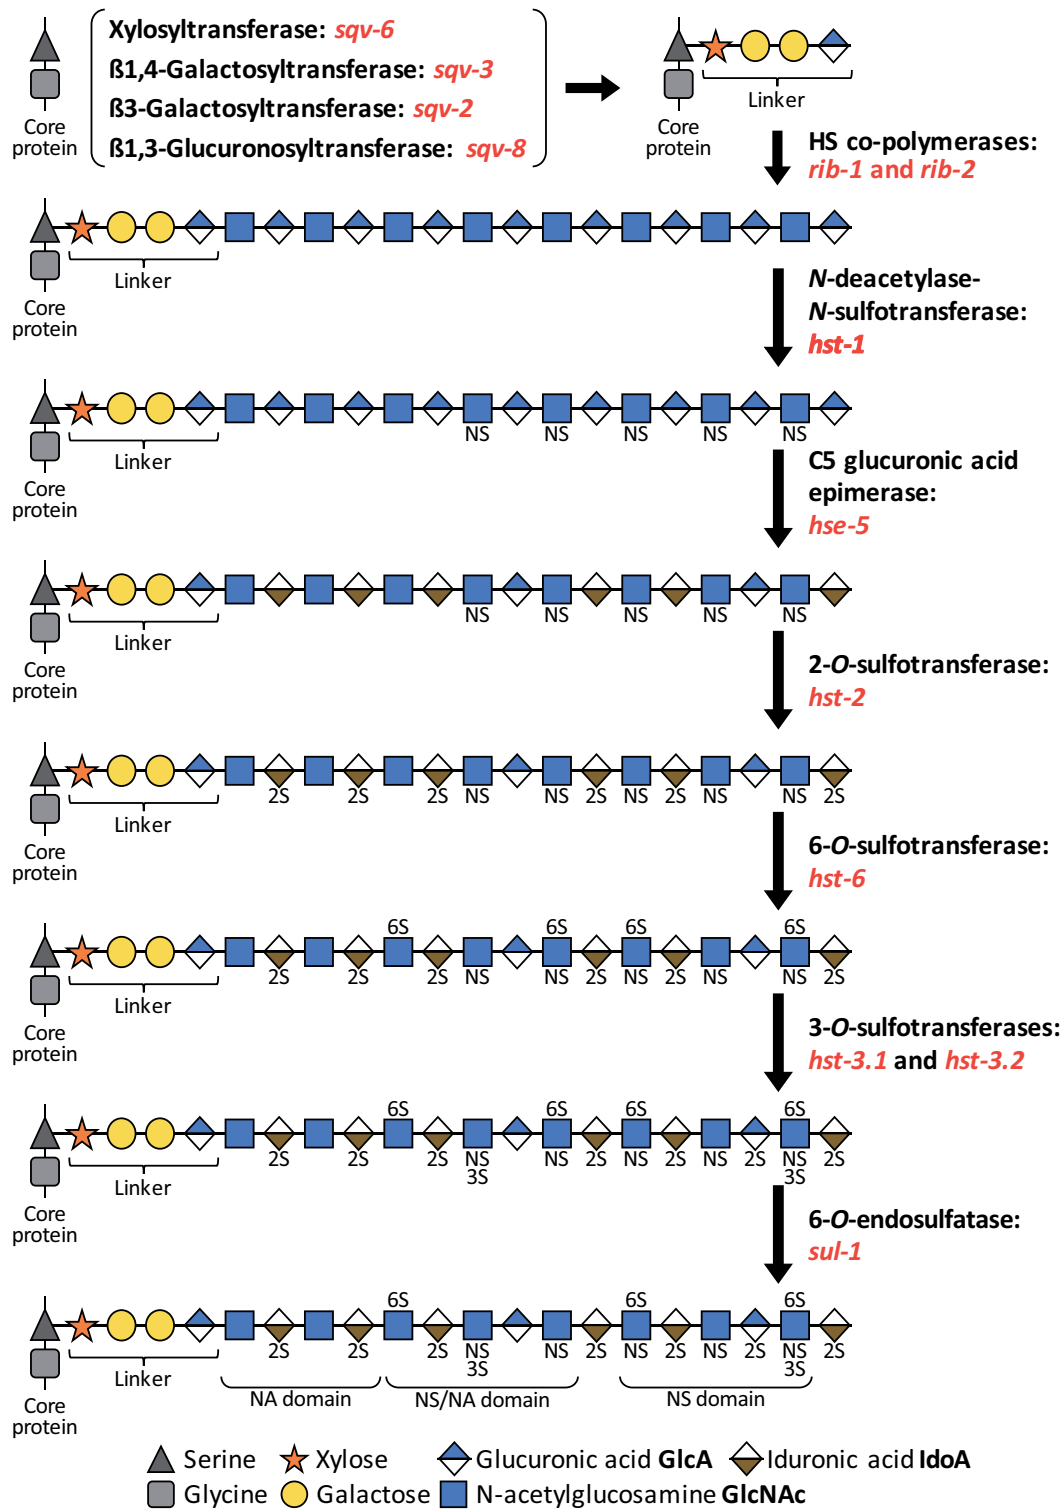 Xylosyltransferase: sqv-6
ß1,4-Galactosyltransferase: sqv-3
ß3-Galactosyltransferase: sqv-2
ß1,3-Glucuronosyltransferase: sqv-8
Core
protein
Linker
Core
protein
HS co-polymerases:
rib-1 and rib-2
Linker
Core
protein
N-deacetylase-
N-sulfotransferase:
hst-1
NS NS NS NS NS
Linker
Core
protein
C5 glucuronic acid
epimerase:
hse-5
NS NS NS NS NS
Linker
Core
protein
2-O-sulfotransferase:
hst-2
2S 2S 2S NS NS 2S NS 2S NS NS 2S
Linker
Core
protein
6-O-sulfotransferase:
hst-6
6S 6S 6S 6S
2S 2S 2S NS NS 2S NS 2S NS NS 2S
Linker
Core
protein
3-O-sulfotransferases:
hst-3.1 and hst-3.2
6S 6S 6S 6S
2S 2S 2S NS NS 2S NS 2S NS 2S NS 2S
3S 3S
Linker
Core
protein
6-O-endosulfatase:
sul-1
6S 6S 6S
2S 2S 2S NS NS 2S NS 2S NS 2S NS 2S
3S 3S
Linker
Core
protein
NA domain NS/NA domain NS domain
Serine Xylose Glucuronic acid GlcA Iduronic acid IdoA
Glycine Galactose N-acetylglucosamine GlcNAc